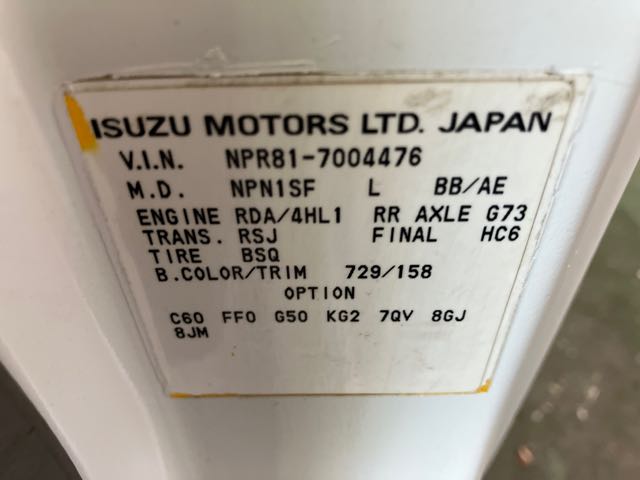 ISUZU MOTORS LTD. JAPAN
V.I.N. NPR81-7004476
M.D. NPN1SF L BB/AE
ENGINE RDA/4HL1 RR AXLE G73
TRANS. RSJ FINAL HC6
TIRE BSQ
B.COLOR/TRIM 729/158
OPTION
C60 FF0 G50 KG2 7QV 8GJ
8JM